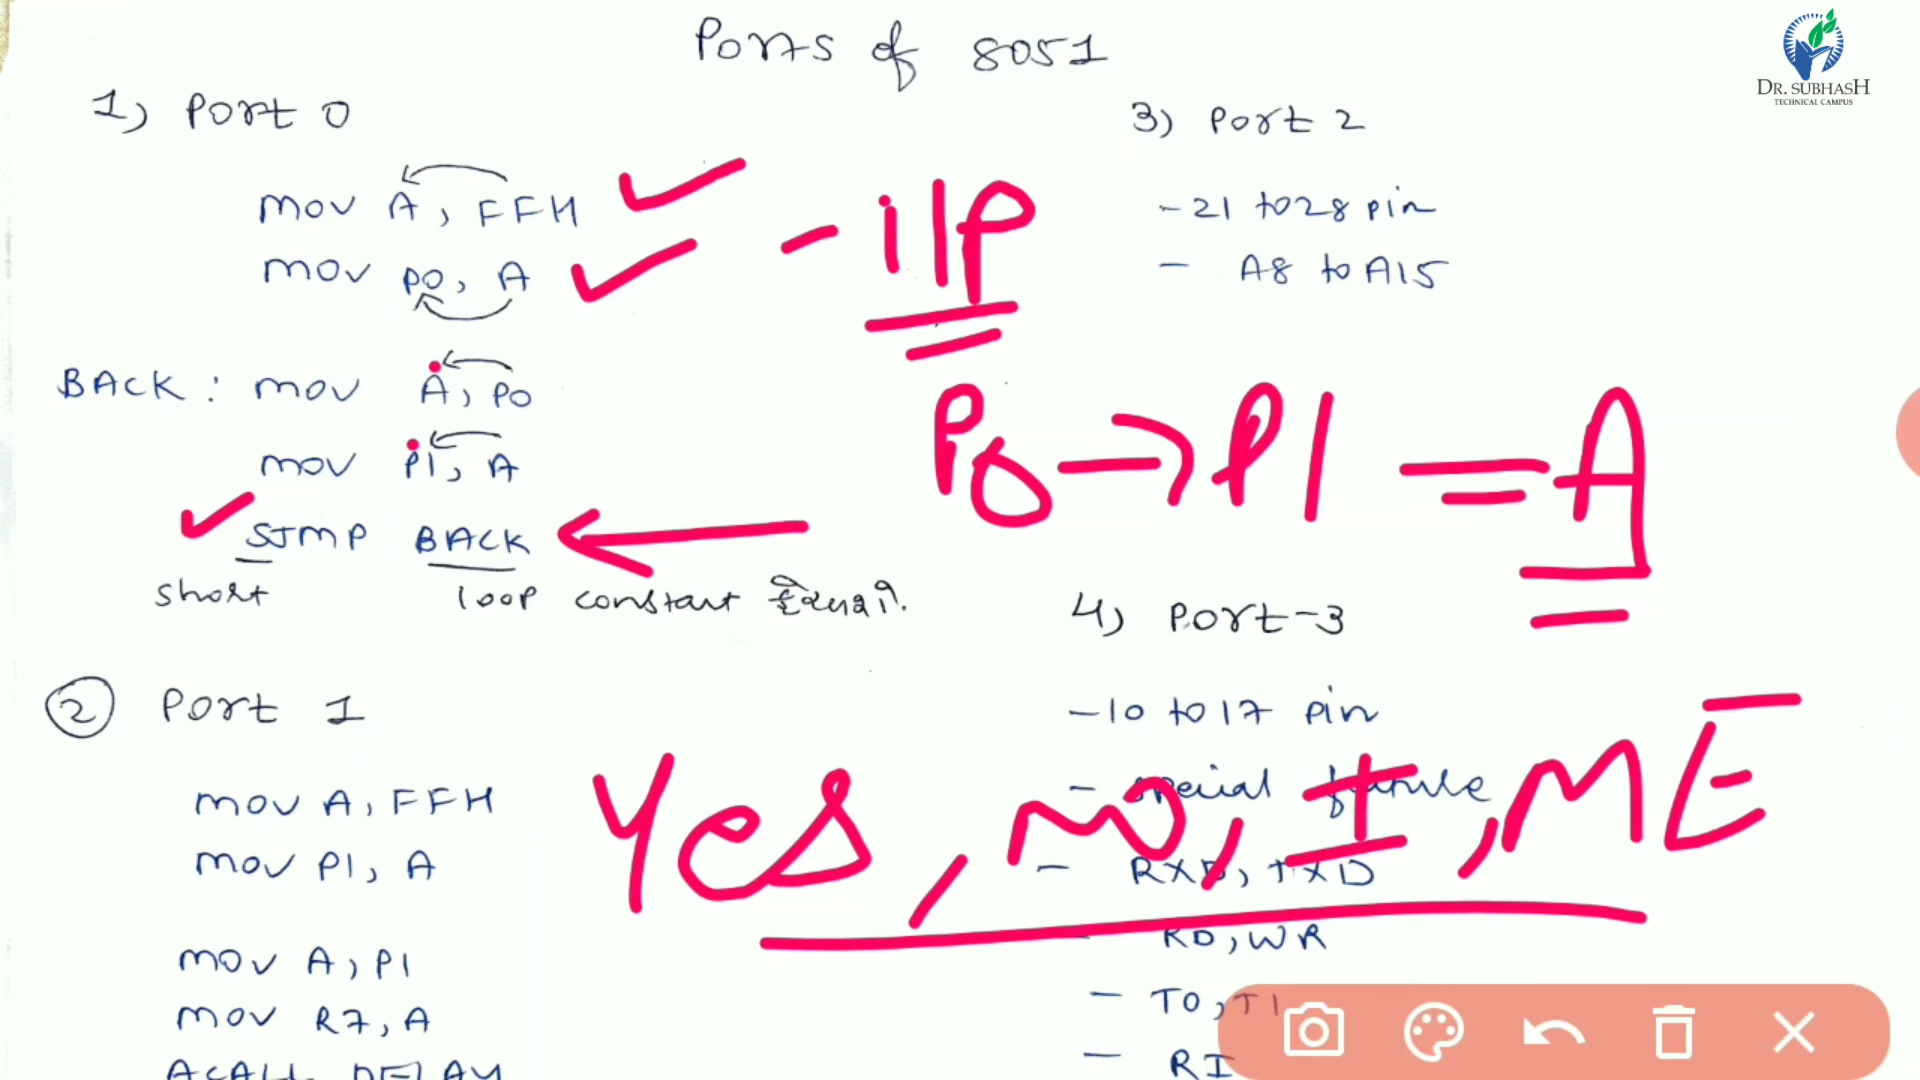 Ports of 8051
DR. SUBHASH
TECHNICAL CAMPUS
1) Port 0
mov A, FFH
mov P0, A
BACK : mov A, P0
mov P1, A
SJMP BACK
short loop constant
- i|P
P0 → P1 = A
2 Port 1
mov A, FFH
mov P1, A
mov A, P1
mov R7, A
ACALL DELAY
3) Port 2
- 21 to 28 pin
- A8 to A15
4) Port-3
- 10 to 17 pin
- special
- RXD, TXD
- RD, WR
- T0, T1
- RI
Yes, no, I, ME